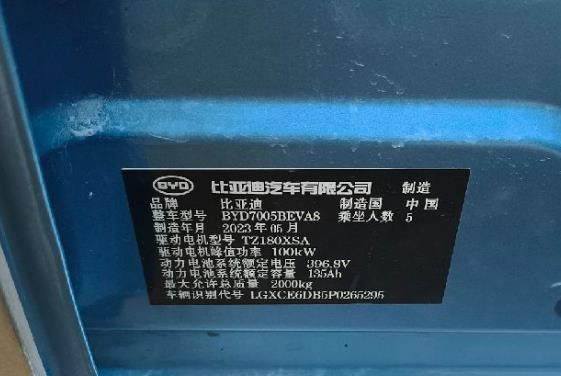 BYD 比亚迪汽车有限公司 制造
品牌 比亚迪 制造国 中国
整车型号 BYD7005BEVA8 乘坐人数 5
制造年月 2023年05月
驱动电机型号 TZ180XSA
驱动电机峰值功率 100kW
动力电池系统额定电压 396.8V
动力电池系统额定容量 135Ah
最大允许总质量 2000kg
车辆识别代号 LGXCE6DB5P0265295